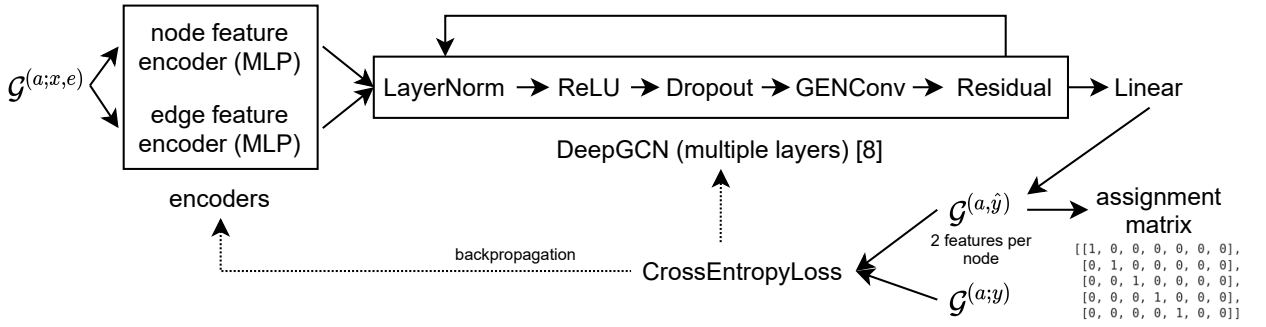 𝒢^(a;x,e)
node feature
encoder (MLP)
edge feature
encoder (MLP)
encoders
LayerNorm → ReLU → Dropout → GENConv → Residual
Linear
DeepGCN (multiple layers) [8]
𝒢^(a,ŷ)
2 features per
node
assignment
matrix
[[1, 0, 0, 0, 0, 0, 0],
[0, 1, 0, 0, 0, 0, 0],
[0, 0, 1, 0, 0, 0, 0],
[0, 0, 0, 1, 0, 0, 0],
[0, 0, 0, 0, 1, 0, 0]]
backpropagation
CrossEntropyLoss
𝒢^(a;y)